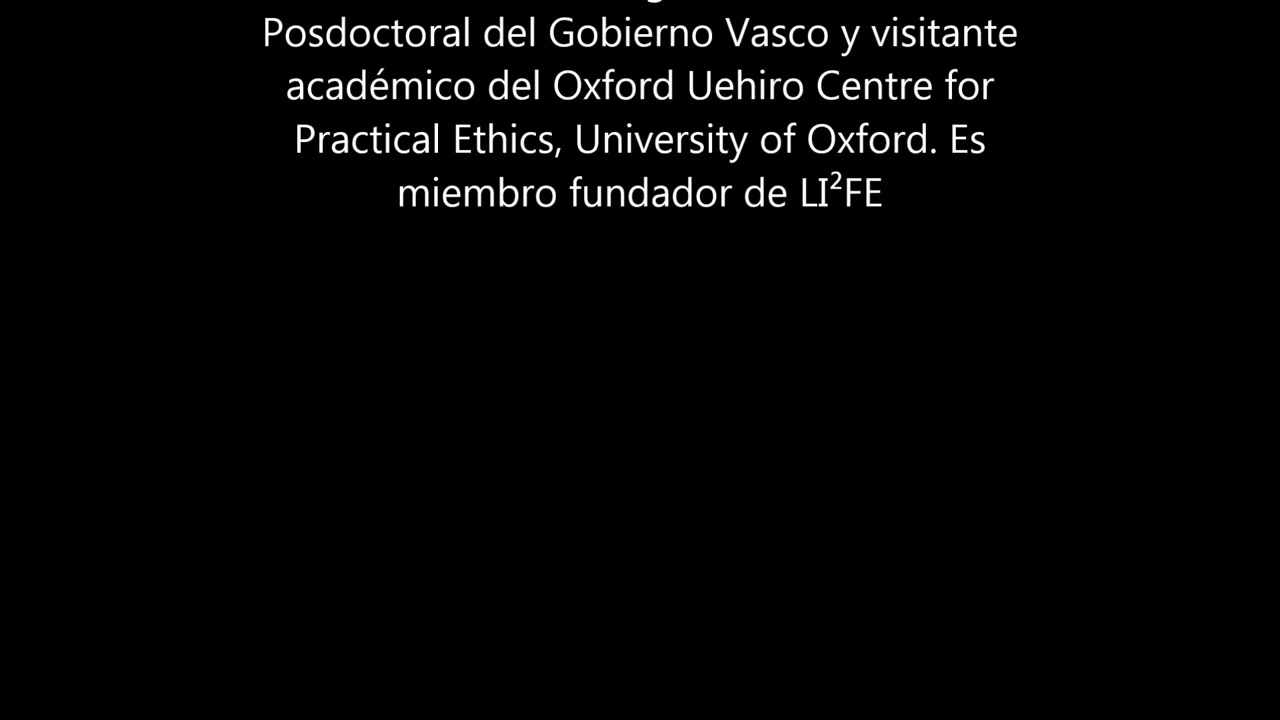 Posdoctoral del Gobierno Vasco y visitante
académico del Oxford Uehiro Centre for
Practical Ethics, University of Oxford. Es
miembro fundador de LI²FE